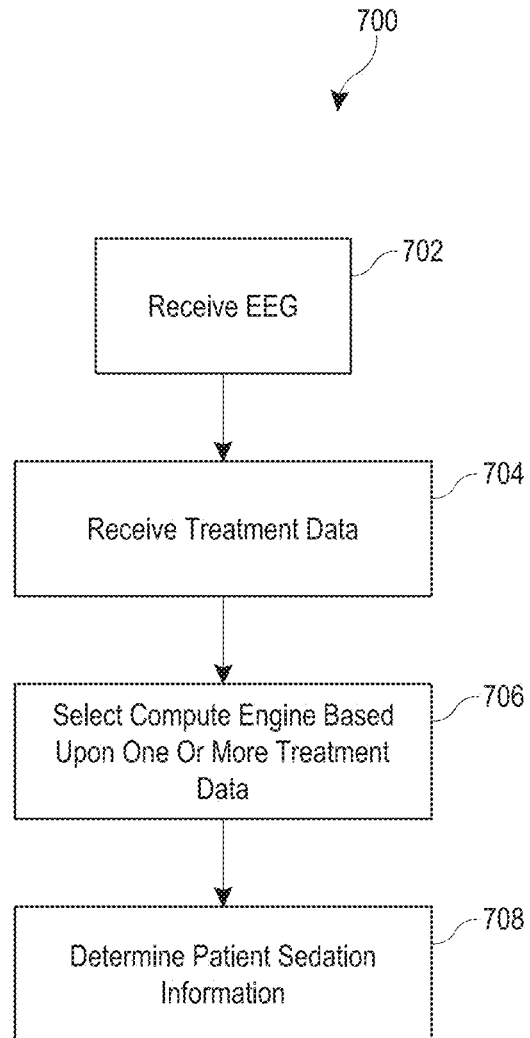 700
702
Receive EEG
704
Receive Treatment Data
706
Select Compute Engine Based
Upon One Or More Treatment
Data
708
Determine Patient Sedation
Information